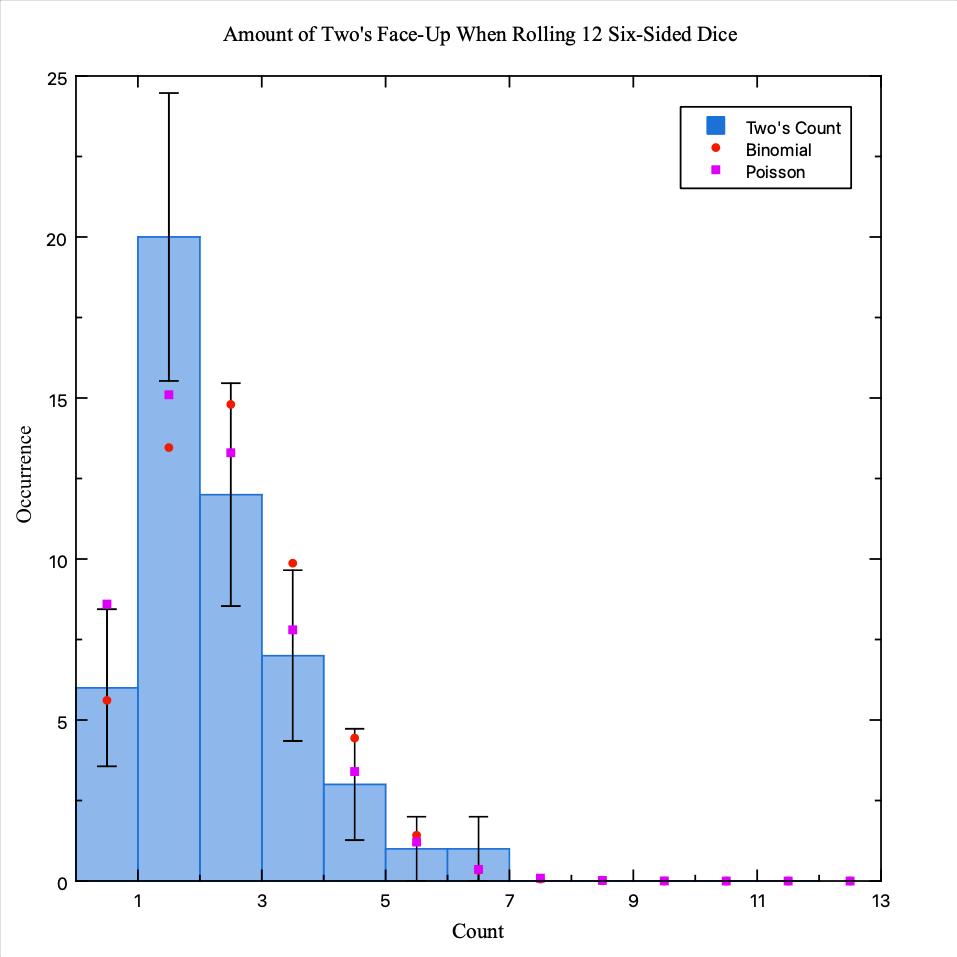 Amount of Two's Face-Up When Rolling 12 Six-Sided Dice
25
20
15
10
5
0
Occurrence
Two's Count
Binomial
Poisson
1 3 5 7 9 11 13
Count